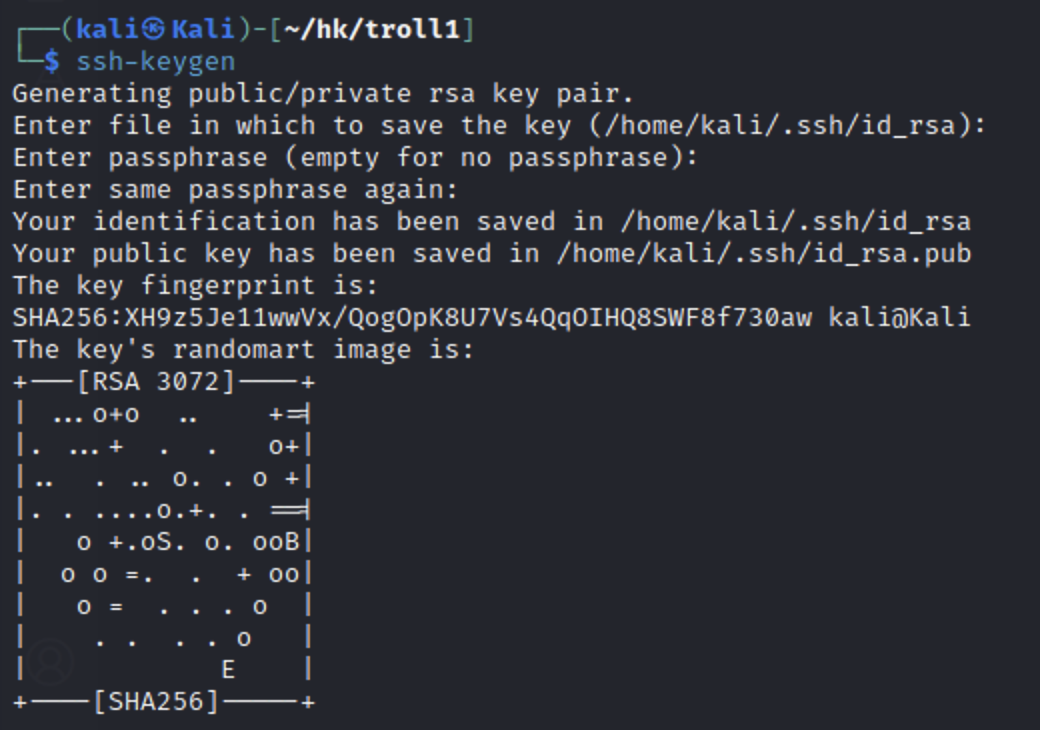 ┌──(kali㉿Kali)-[~/hk/troll1]
└─$ ssh-keygen
Generating public/private rsa key pair.
Enter file in which to save the key (/home/kali/.ssh/id_rsa):
Enter passphrase (empty for no passphrase):
Enter same passphrase again:
Your identification has been saved in /home/kali/.ssh/id_rsa
Your public key has been saved in /home/kali/.ssh/id_rsa.pub
The key fingerprint is:
SHA256:XH9z5Je11wwVx/QogOpK8U7Vs4QqOIHQ8SWF8f730aw kali@Kali
The key's randomart image is:
+---[RSA 3072]----+
|  ...o+o  ..    +=|
|. ...+  .  .   o+|
|..  . .. o. . o +|
|. . ....o.+. . ==|
|   o +.oS. o. ooB|
|  o o =.  .  + oo|
|   o =  . . . o  |
|    . .  . . o   |
|            E    |
+----[SHA256]-----+